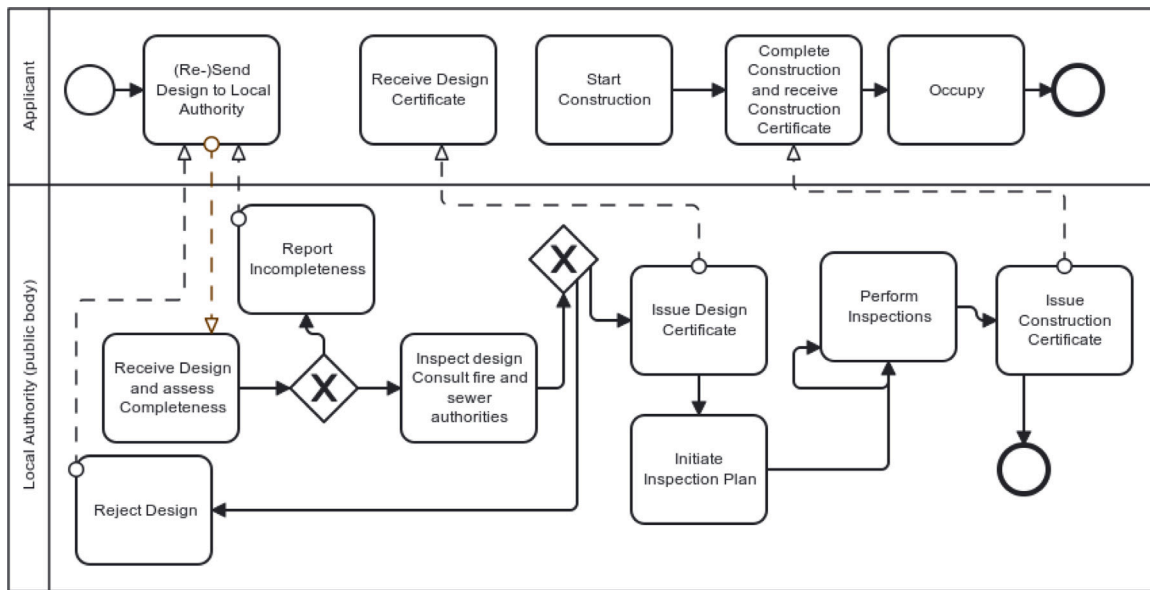 Applicant
(Re-)Send
Design to Local
Authority
Receive Design
Certificate
Start
Construction
Complete
Construction
and receive
Construction
Certificate
Occupy
Local Authority (public body)
Report
Incompleteness
X
Issue Design
Certificate
Perform
Inspections
Issue
Construction
Certificate
Receive Design
and assess
Completeness
X
Inspect design
Consult fire and
sewer
authorities
Initiate
Inspection Plan
Reject Design